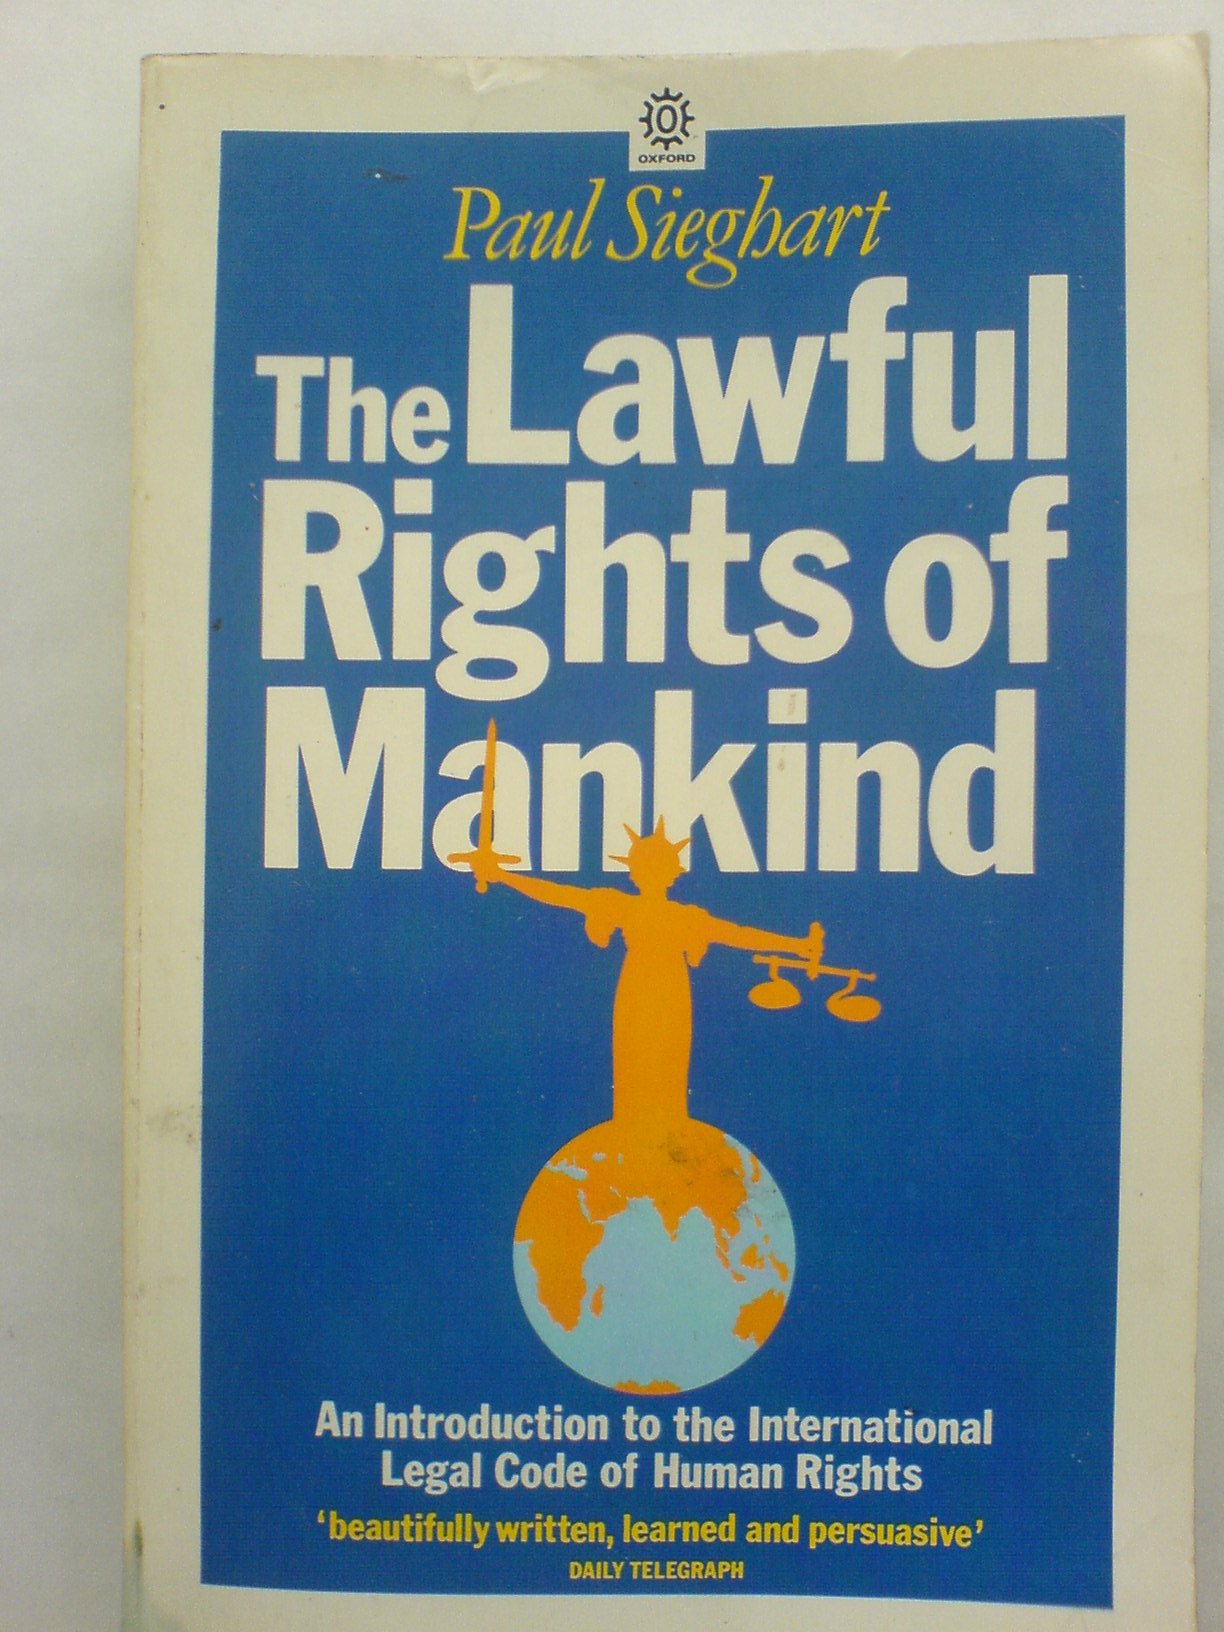 O
OXFORD
Paul Sieghart
The Lawful
Rights of
Mankind
An Introduction to the International
Legal Code of Human Rights
‘beautifully written, learned and persuasive’
DAILY TELEGRAPH